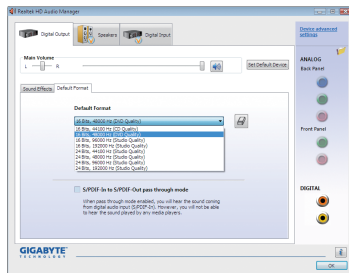 Realtek HD Audio Manager
Digital Output
Speakers
Digital Input
Device advanced settings
Main Volume
L
R
Set Default Device
ANALOG
Back Panel
Sound Effects
Default Format
Default Format
16 Bits, 48000 Hz (DVD Quality)
16 Bits, 44100 Hz (CD Quality)
16 Bits, 48000 Hz (DVD Quality)
16 Bits, 96000 Hz (Studio Quality)
16 Bits, 192000 Hz (Studio Quality)
24 Bits, 44100 Hz (Studio Quality)
24 Bits, 48000 Hz (Studio Quality)
24 Bits, 96000 Hz (Studio Quality)
24 Bits, 192000 Hz (Studio Quality)
Front Panel
S/PDIF-In to S/PDIF-Out pass through mode
When pass through mode enabled, you will hear the sound coming
from digital audio input (S/PDIF-In). However, you will not be able
to hear the sound played by any media players.
DIGITAL
GIGABYTE
TECHNOLOGY
i
OK